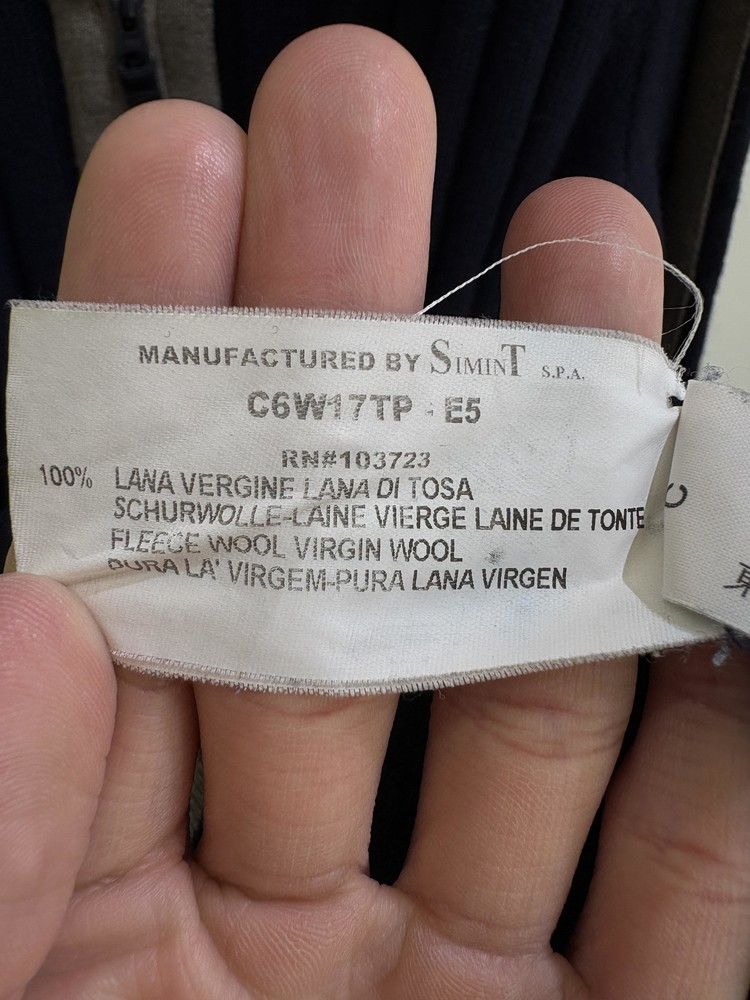 MANUFACTURED BY SIMINT S.P.A.
C6W17TP - E5
RN#103723
100% LANA VERGINE LANA DI TOSA
SCHURWOLLE-LAINE VIERGE LAINE DE TONTE
FLEECE WOOL VIRGIN WOOL
LA' VIRGEM-PURA LANA VIRGEN
C